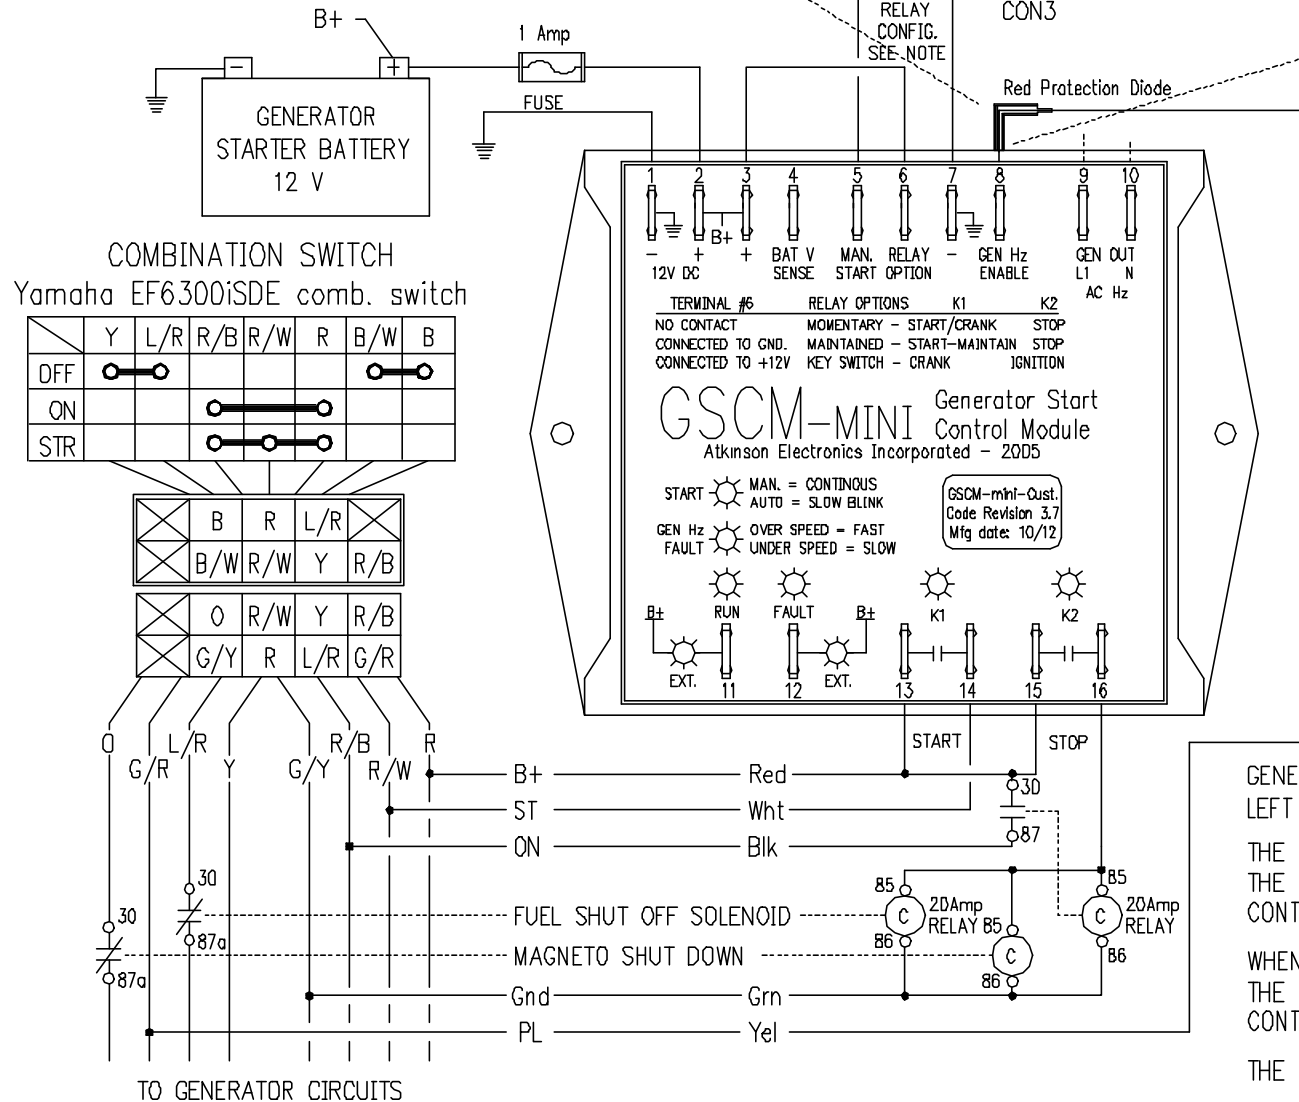 B+
1 Amp
RELAY
CONFIG.
SEE NOTE
CON3
- +
FUSE
Red Protection Diode
GENERATOR
STARTER BATTERY
12 V
1 2 3 4 5 6 7 8 9 10
B+
- + + BAT V MAN. RELAY - GEN Hz GEN OUT
12V DC SENSE START OPTION ENABLE L1 N
AC Hz
COMBINATION SWITCH
Yamaha EF6300iSDE comb. switch
Y L/R R/B R/W R B/W B
OFF
ON
STR
TERMINAL #6 RELAY OPTIONS K1 K2
NO CONTACT MOMENTARY - START/CRANK STOP
CONNECTED TO GND. MAINTAINED - START-MAINTAIN STOP
CONNECTED TO +12V KEY SWITCH - CRANK IGNITION
GSCM-MINI
Generator Start
Control Module
Atkinson Electronics Incorporated - 2005
START MAN. = CONTINOUS
AUTO = SLOW BLINK
GEN Hz OVER SPEED = FAST
FAULT UNDER SPEED = SLOW
GSCM-mini-Cust.
Code Revision 3.7
Mfg date: 10/12
B R L/R
B/W R/W Y R/B
O R/W Y R/B
G/Y R L/R G/R
B+ RUN FAULT B+ K1 K2
EXT. EXT.
11 12 13 14 15 16
O L/R R/B R
G/R Y G/Y R/W
START STOP
B+ Red
ST Wht
ON Blk
30
87
30
87a
30
87a
FUEL SHUT OFF SOLENOID
MAGNETO SHUT DOWN
85
C
86
20Amp
RELAY
85
C
86
85
C
86
20Amp
RELAY
Gnd Grn
PL Yel
TO GENERATOR CIRCUITS
GENE
LEFT
THE
THE
CONT
WHEN
THE
CONT
THE